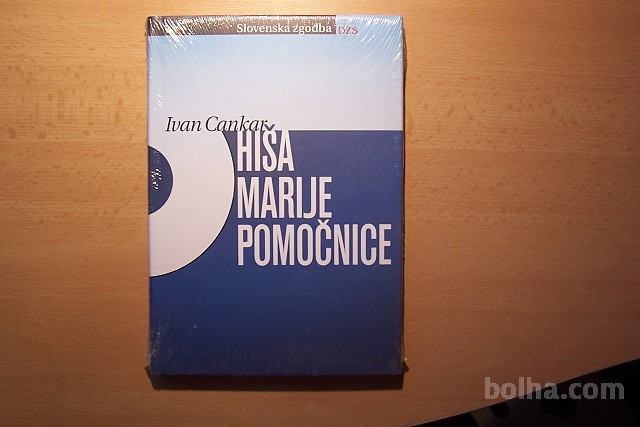 Slovenska zgodba DZS
Ivan Cankar
HIŠA
MARIJE
POMOČNICE
bolha.com